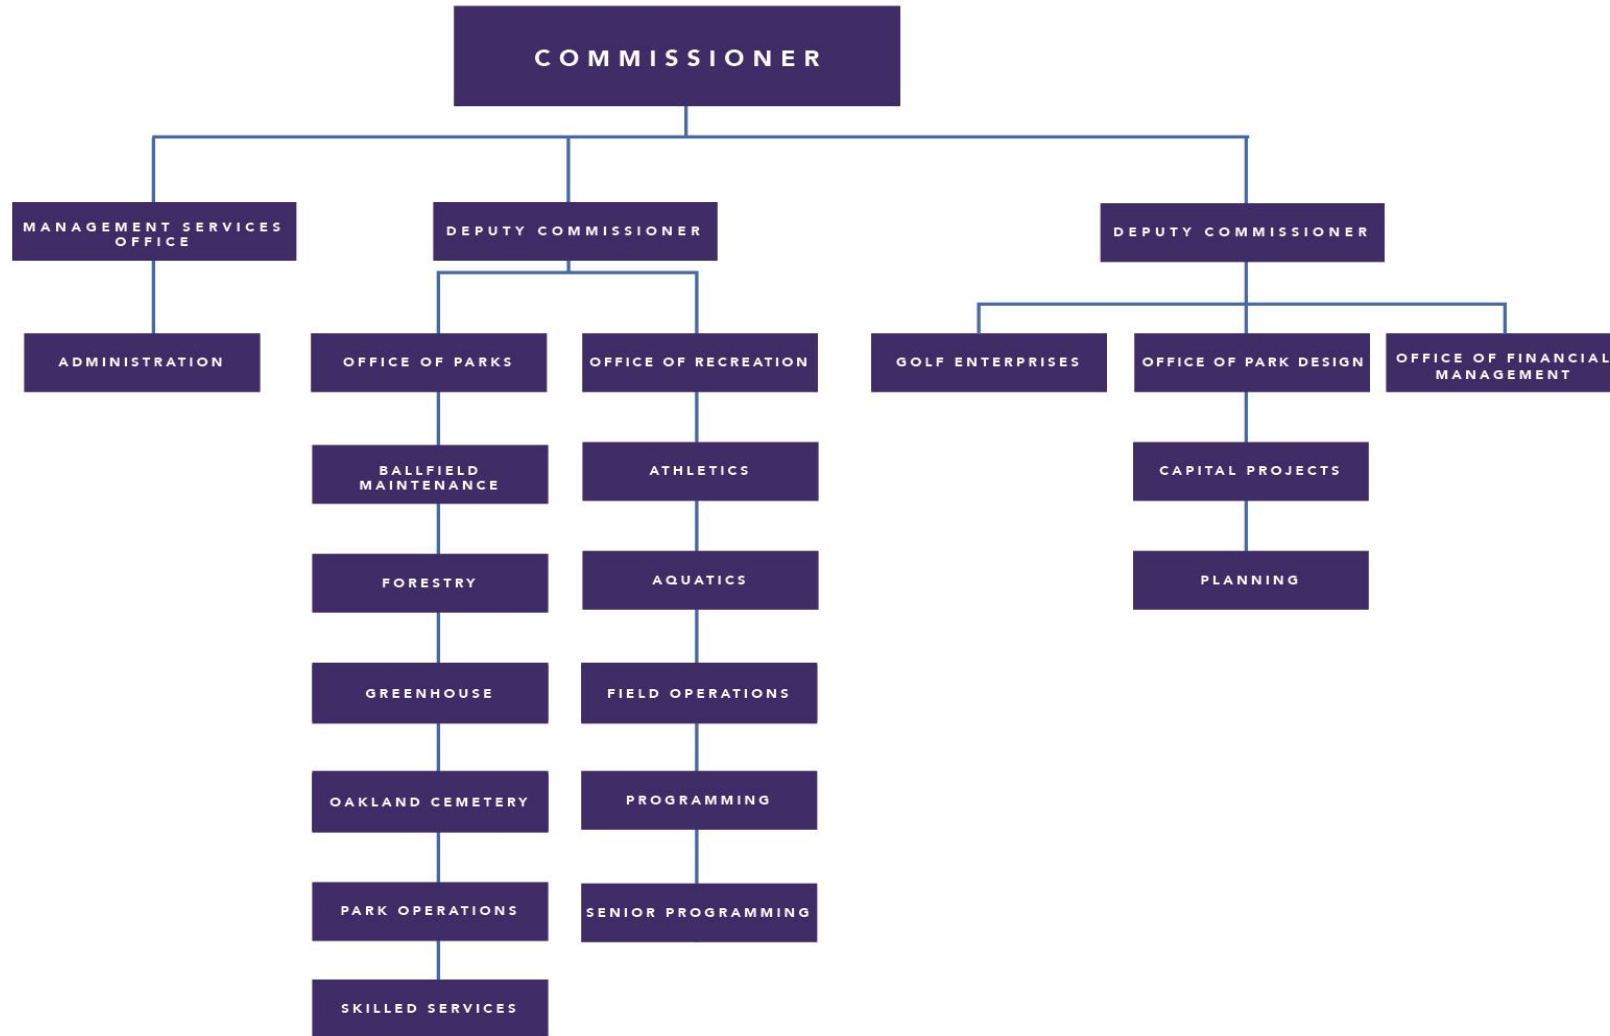 COMMISSIONER
MANAGEMENT SERVICES
OFFICE
DEPUTY COMMISSIONER
DEPUTY COMMISSIONER
ADMINISTRATION
OFFICE OF PARKS
OFFICE OF RECREATION
GOLF ENTERPRISES
OFFICE OF PARK DESIGN
OFFICE OF FINANCIAL
MANAGEMENT
BALLFIELD
MAINTENANCE
ATHLETICS
CAPITAL PROJECTS
FORESTRY
AQUATICS
PLANNING
GREENHOUSE
FIELD OPERATIONS
OAKLAND CEMETERY
PROGRAMMING
PARK OPERATIONS
SENIOR PROGRAMMING
SKILLED SERVICES